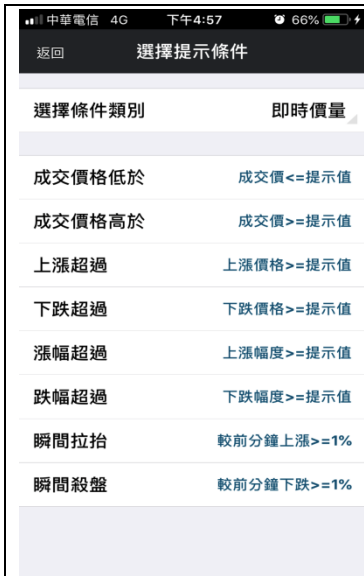 中華電信 4G 下午4:57 66%
返回 選擇提示條件
選擇條件類別 即時價量
成交價格低於 成交價<=提示值
成交價格高於 成交價>=提示值
上漲超過 上漲價格>=提示值
下跌超過 下跌價格>=提示值
漲幅超過 上漲幅度>=提示值
跌幅超過 下跌幅度>=提示值
瞬間拉抬 較前分鐘上漲>=1%
瞬間殺盤 較前分鐘下跌>=1%